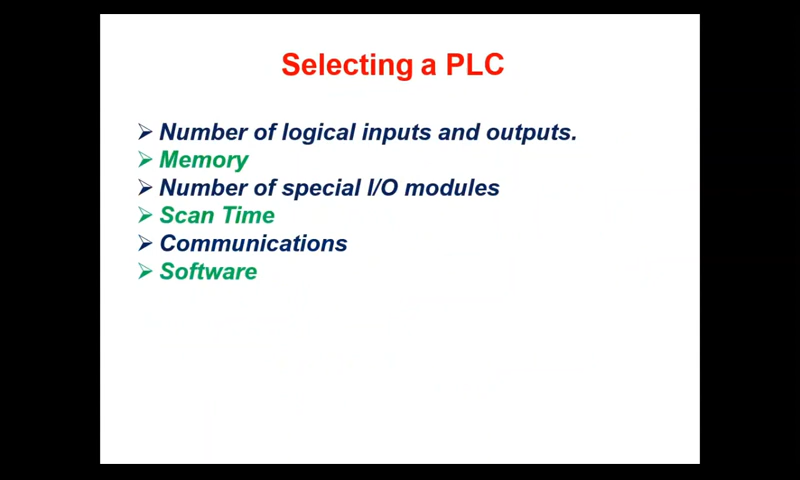 Selecting a PLC
Number of logical inputs and outputs.
Memory
Number of special I/O modules
Scan Time
Communications
Software